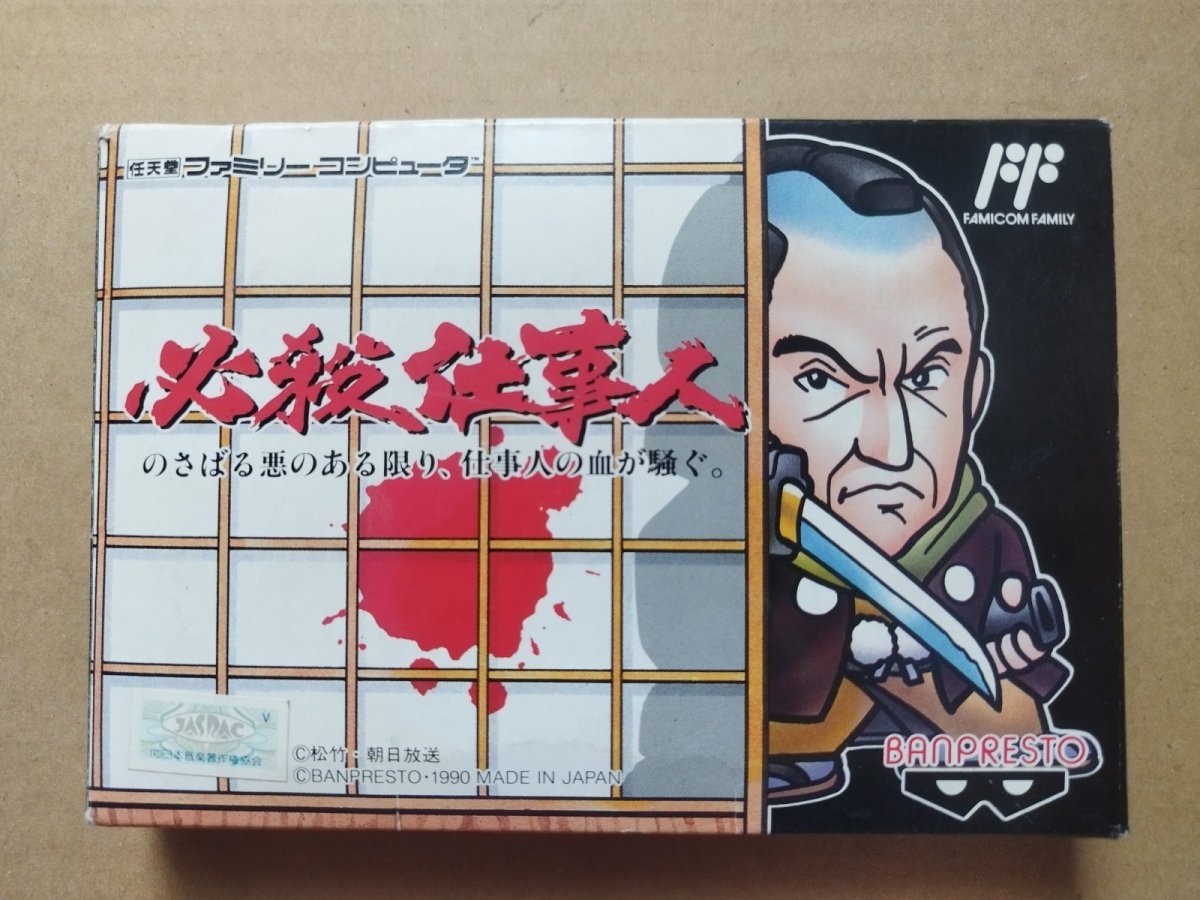 任天堂 ファミリーコンピュータ
FAMICOM FAMILY
必殺仕事人
のさばる悪のある限り、仕事人の血が騒ぐ。
JASRAC
V
©松竹・朝日放送
©BANPRESTO・1990 MADE IN JAPAN
BANPRESTO